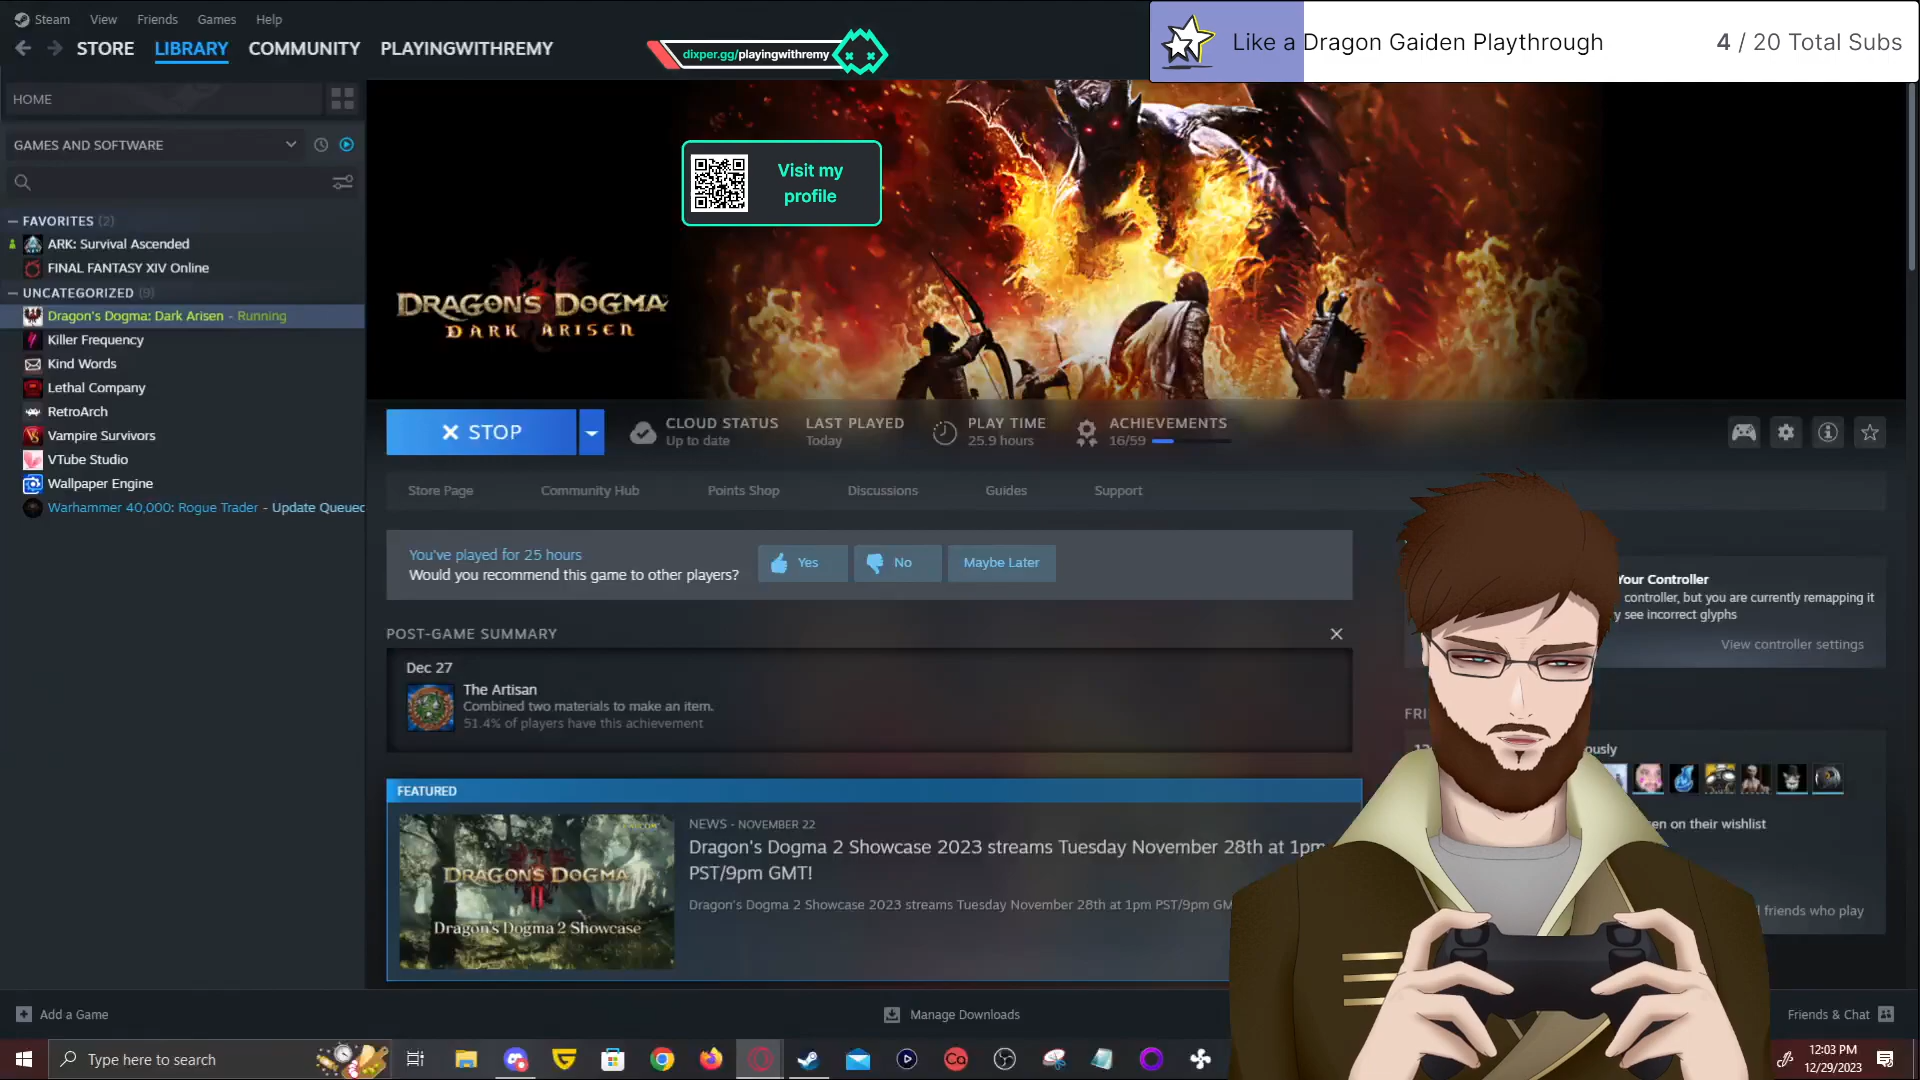 Steam View Friends Games Help
STORE LIBRARY COMMUNITY PLAYINGWITHREMY
dixper.gg/playingwithremy
Like a Dragon Gaiden Playthrough 4 / 20 Total Subs
HOME
GAMES AND SOFTWARE
Visit my
profile
— FAVORITES (2)
ARK: Survival Ascended
FINAL FANTASY XIV Online
— UNCATEGORIZED (9)
Dragon's Dogma: Dark Arisen - Running
Killer Frequency
Kind Words
Lethal Company
RetroArch
Vampire Survivors
VTube Studio
Wallpaper Engine
Warhammer 40,000: Rogue Trader - Update Queued
DRAGON'S DOGMA
DARK ARISEN
STOP
CLOUD STATUS
Up to date
LAST PLAYED
Today
PLAY TIME
25.9 hours
ACHIEVEMENTS
16/59
Store Page Community Hub Points Shop Discussions Guides Support
You've played for 25 hours
Would you recommend this game to other players?
Yes No Maybe Later
Your Controller
controller, but you are currently remapping it
see incorrect glyphs
View controller settings
POST-GAME SUMMARY
Dec 27
The Artisan
Combined two materials to make an item.
51.4% of players have this achievement
FEATURED
DRAGON'S DOGMA
II
Dragon's Dogma 2 Showcase
CAPCOM
NEWS - NOVEMBER 22
Dragon's Dogma 2 Showcase 2023 streams Tuesday November 28th at 1pm
PST/9pm GMT!
Dragon's Dogma 2 Showcase 2023 streams Tuesday November 28th at 1pm PST/9pm GM
on their wishlist
friends who play
Add a Game
Manage Downloads
Friends & Chat
Type here to search
12:03 PM
12/29/2023